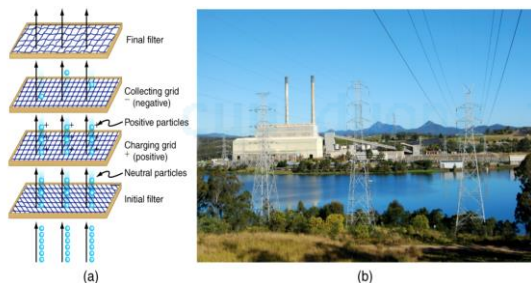 Final filter
Collecting grid
− (negative)
Positive particles
+ + +
Charging grid
+ (positive)
Neutral particles
Initial filter
(a)
(b)